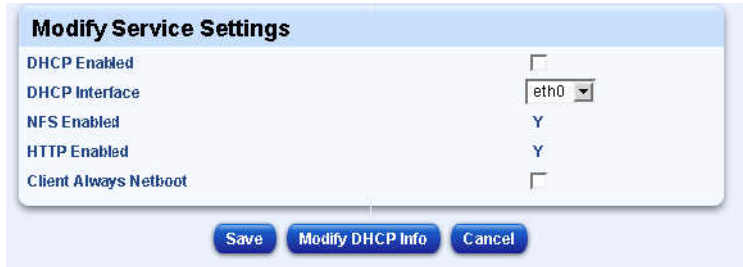 Modify Service Settings
DHCP Enabled
DHCP Interface eth0
NFS Enabled Y
HTTP Enabled Y
Client Always Netboot
Save Modify DHCP Info Cancel